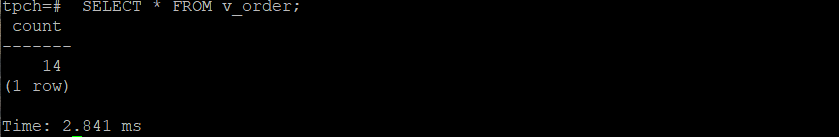 tpch=#  SELECT * FROM v_order;
 count
-------
    14
(1 row)

Time: 2.841 ms